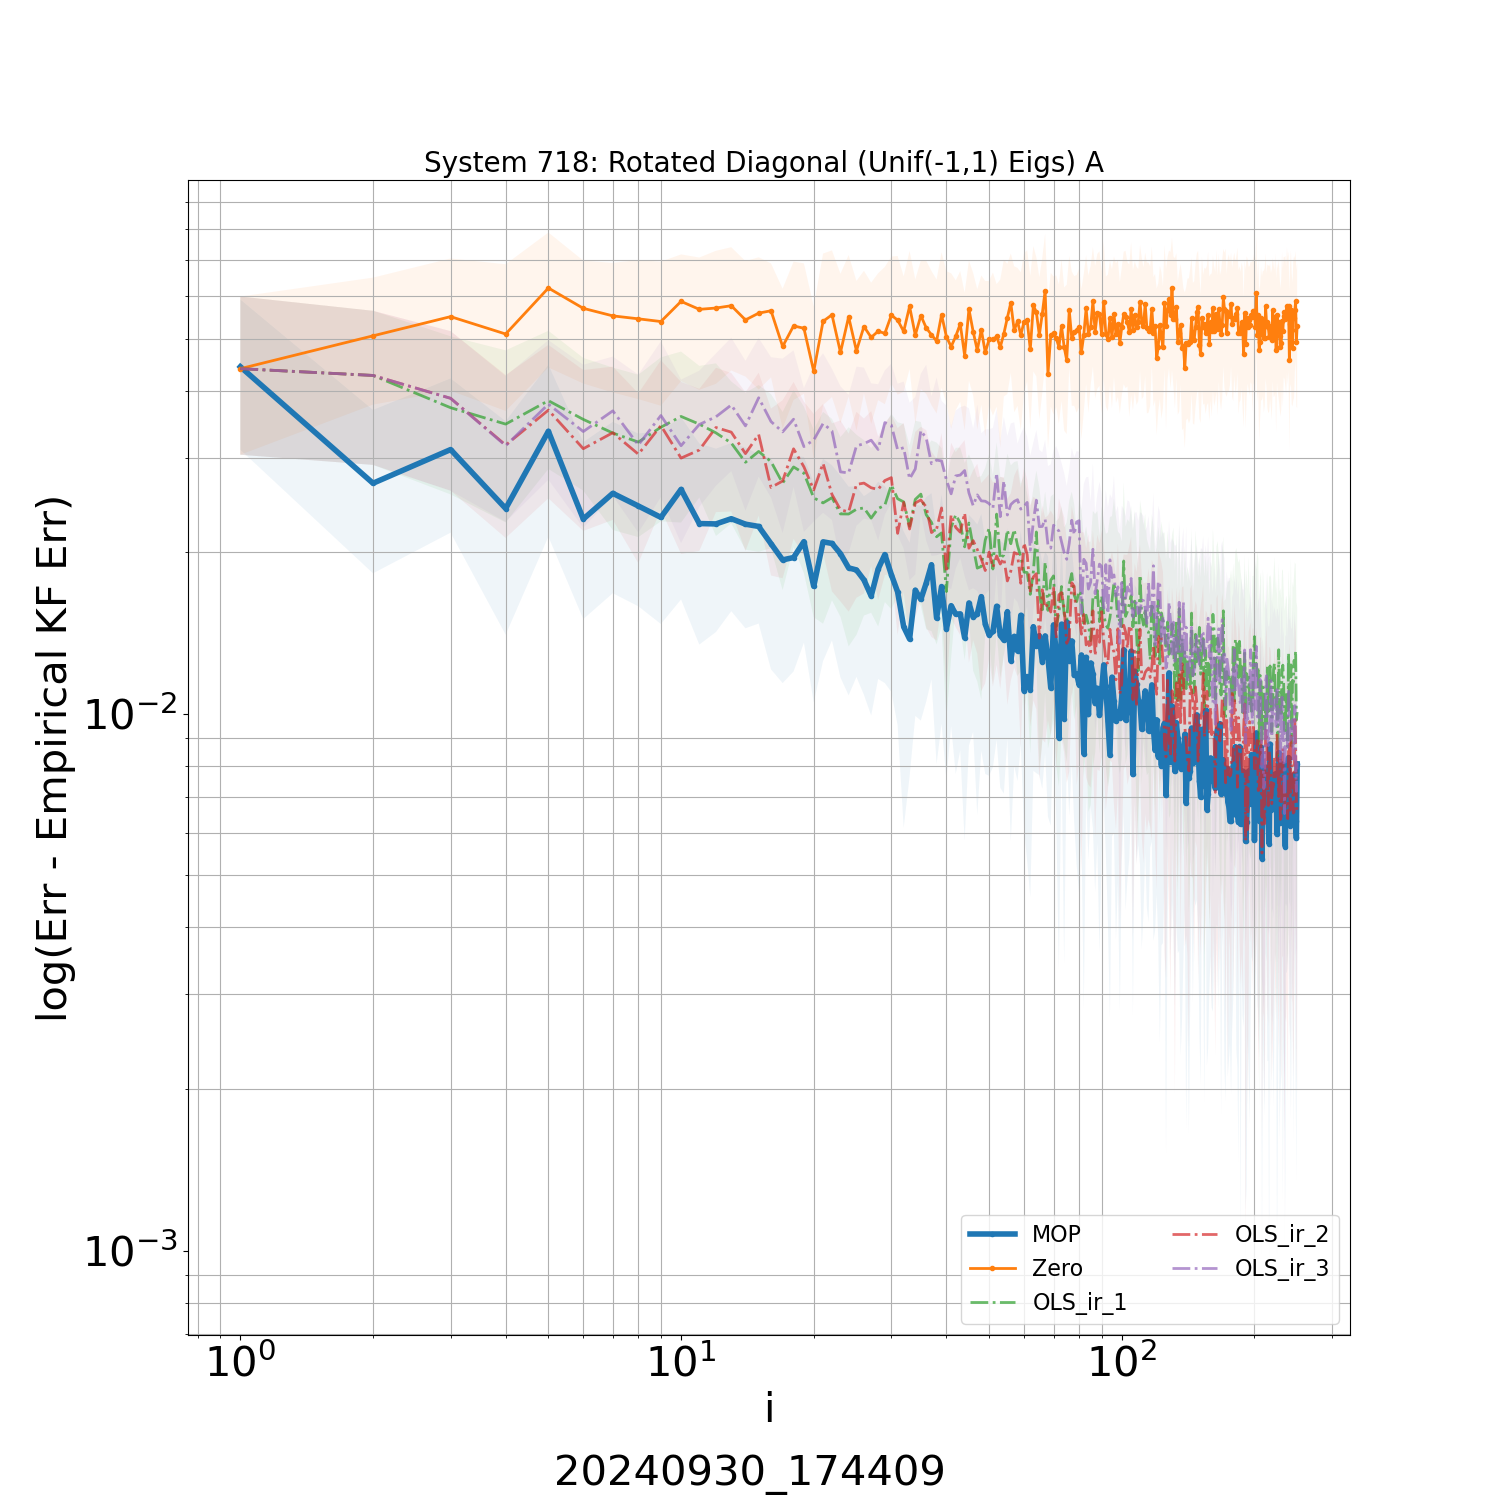 System 718: Rotated Diagonal (Unif(-1,1) Eigs) A
log(Err - Empirical KF Err)
10⁻²
10⁻³
MOP
Zero
OLS_ir_1
OLS_ir_2
OLS_ir_3
10⁰ 10¹ 10²
i
20240930_174409